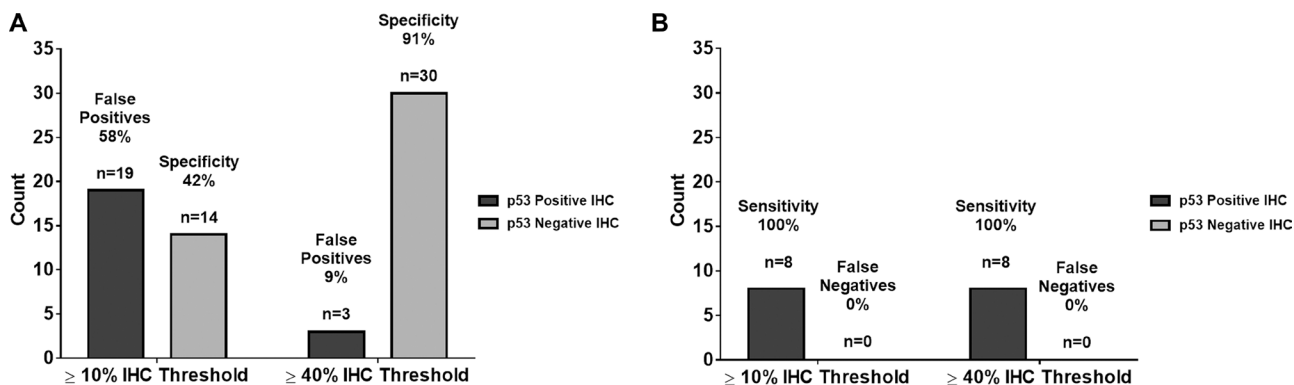 A
Count
35
30
25
20
15
10
5
0
False
Positives
58%
n=19
Specificity
42%
n=14
False
Positives
9%
n=3
Specificity
91%
n=30
≥ 10% IHC Threshold
≥ 40% IHC Threshold
p53 Positive IHC
p53 Negative IHC
B
Count
35
30
25
20
15
10
5
0
Sensitivity
100%
n=8
False
Negatives
0%
n=0
Sensitivity
100%
n=8
False
Negatives
0%
n=0
≥ 10% IHC Threshold
≥ 40% IHC Threshold
p53 Positive IHC
p53 Negative IHC